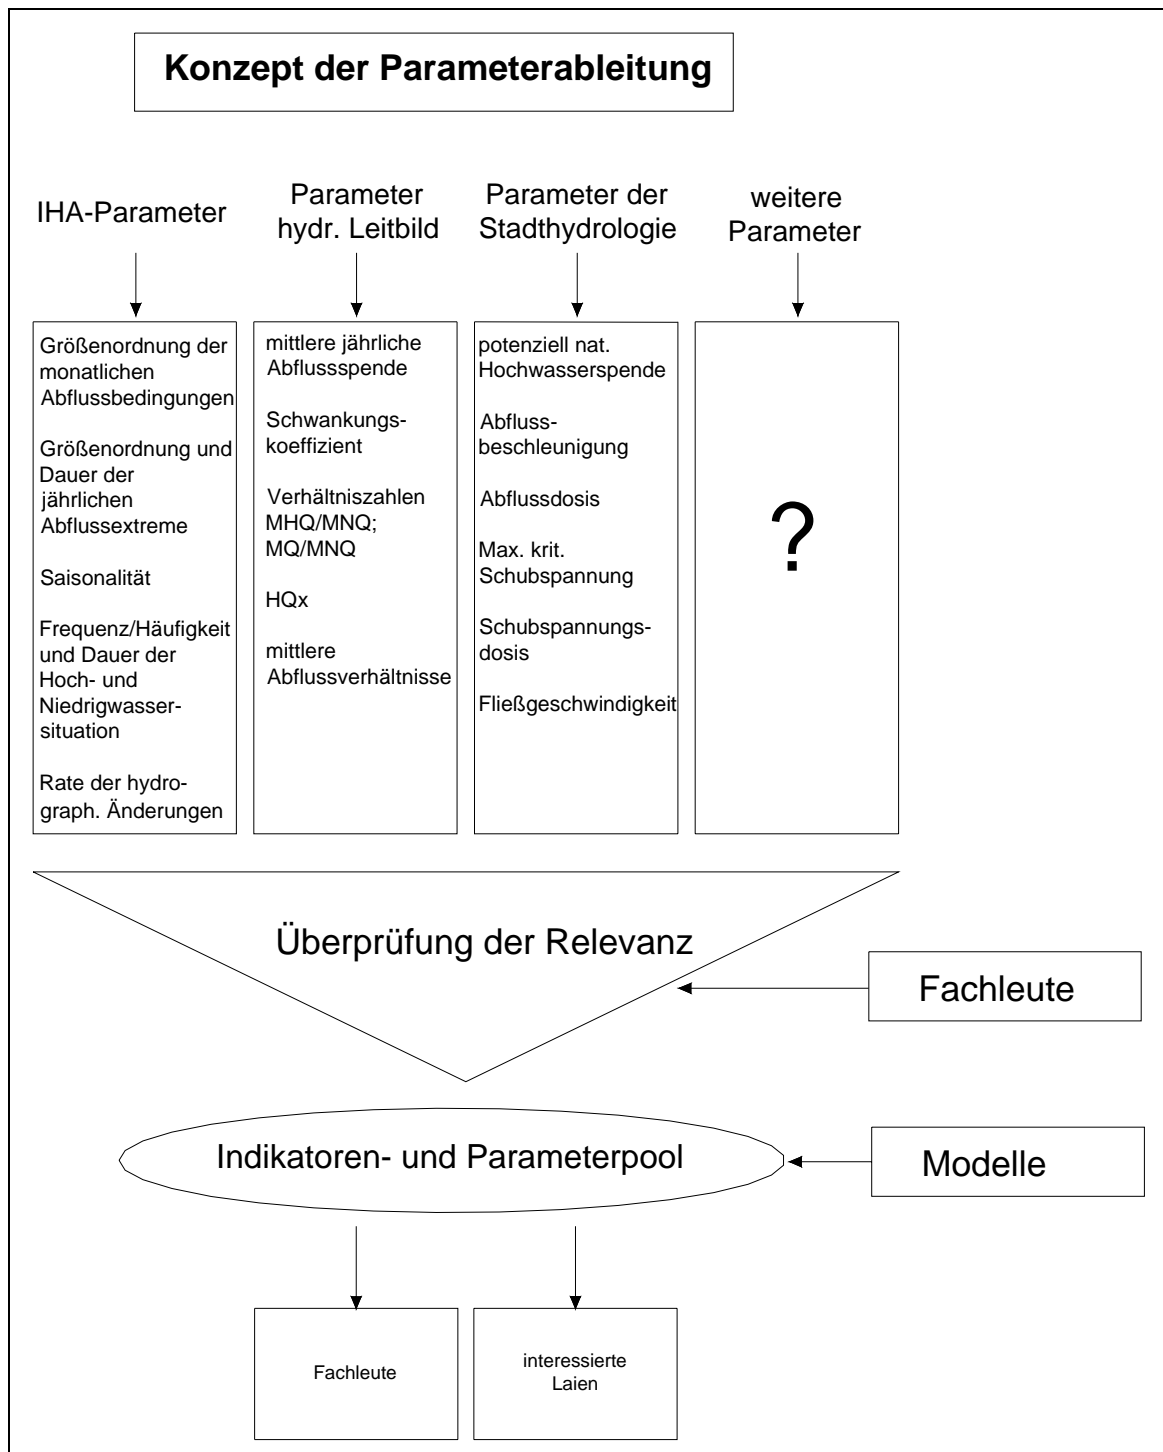 Konzept der Parameterableitung
IHA-Parameter
Parameter
hydr. Leitbild
Parameter der
Stadthydrologie
weitere
Parameter
Größenordnung der
monatlichen
Abflussbedingungen
Größenordnung und
Dauer der
jährlichen
Abflussextreme
Saisonalität
Frequenz/Häufigkeit
und Dauer der
Hoch- und
Niedrigwasser-
situation
Rate der hydro-
graph. Änderungen
mittlere jährliche
Abflussspende
Schwankungs-
koeffizient
Verhältniszahlen
MHQ/MNQ;
MQ/MNQ
HQx
mittlere
Abflussverhältnisse
potenziell nat.
Hochwasserspende
Abfluss-
beschleunigung
Abflussdosis
Max. krit.
Schubspannung
Schubspannungs-
dosis
Fließgeschwindigkeit
?
Überprüfung der Relevanz
Fachleute
Indikatoren- und Parameterpool
Modelle
Fachleute
interessierte
Laien